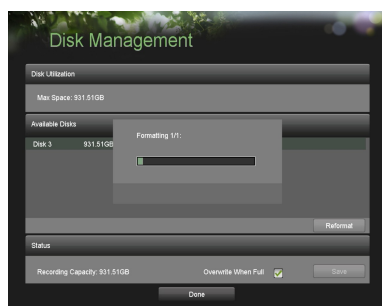 Disk Management
Disk Utilization
Max Space: 931.51GB
Available Disks
Formatting 1/1:
Disk 3 931.51GB
Reformat
Status
Recording Capacity: 931.51GB Overwrite When Full Save
Done